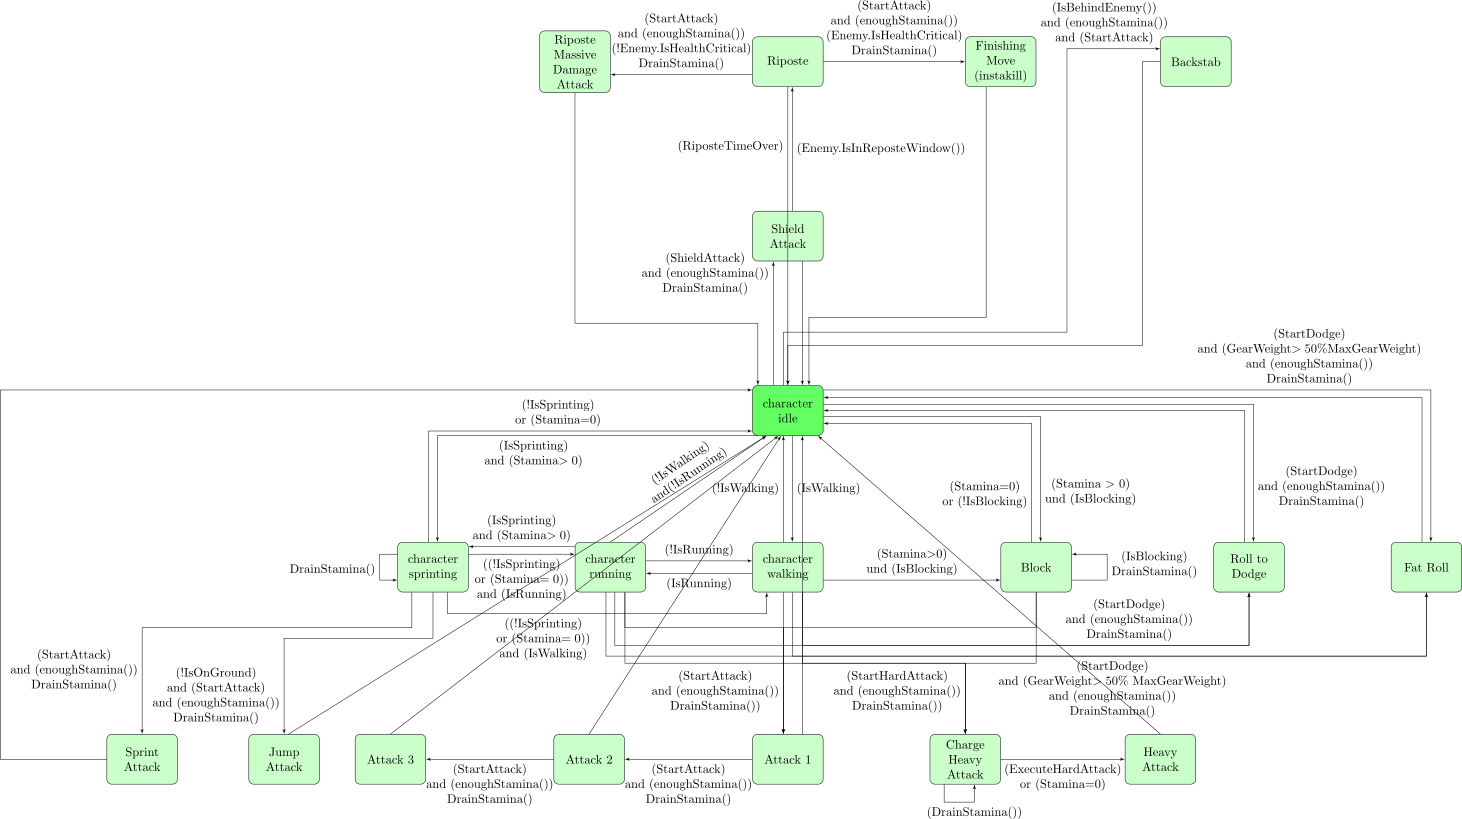 (StartAttack)
and (enoughStamina())
(!Enemy.IsHealthCritical)
DrainStamina()
(StartAttack)
and (enoughStamina())
(Enemy.IsHealthCritical)
DrainStamina()
(IsBehindEnemy())
and (enoughStamina())
and (StartAttack)
Riposte
Massive
Damage
Attack
Riposte
Finishing
Move
(instakill)
Backstab
(RiposteTimeOver)
(Enemy.IsInReposteWindow())
Shield
Attack
(ShieldAttack)
and (enoughStamina())
DrainStamina()
(StartDodge)
and (GearWeight> 50%MaxGearWeight)
and (enoughStamina())
DrainStamina()
character
idle
(!IsSprinting)
or (Stamina=0)
(IsSprinting)
and (Stamina> 0)
(!IsWalking)
and(!IsRunning)
(!IsWalking)
(IsWalking)
(Stamina=0)
or (!IsBlocking)
(Stamina > 0)
und (IsBlocking)
(StartDodge)
and (enoughStamina())
DrainStamina()
(IsSprinting)
and (Stamina> 0)
DrainStamina()
character
sprinting
((!IsSprinting)
or (Stamina= 0))
and (IsRunning)
character
running
(!IsRunning)
(IsRunning)
character
walking
(Stamina>0)
und (IsBlocking)
Block
(IsBlocking)
DrainStamina()
Roll to
Dodge
Fat Roll
(StartDodge)
and (enoughStamina())
DrainStamina()
((!IsSprinting)
or (Stamina= 0))
and (IsWalking)
(StartAttack)
and (enoughStamina())
DrainStamina()
(!IsOnGround)
and (StartAttack)
and (enoughStamina())
DrainStamina()
(StartAttack)
and (enoughStamina())
DrainStamina())
(StartHardAttack)
and (enoughStamina())
DrainStamina())
(StartDodge)
and (GearWeight> 50% MaxGearWeight)
and (enoughStamina())
DrainStamina()
Sprint
Attack
Jump
Attack
Attack 3
Attack 2
Attack 1
Charge
Heavy
Attack
Heavy
Attack
(StartAttack)
and (enoughStamina())
DrainStamina()
(StartAttack)
and (enoughStamina())
DrainStamina()
(ExecuteHardAttack)
or (Stamina=0)
(DrainStamina())